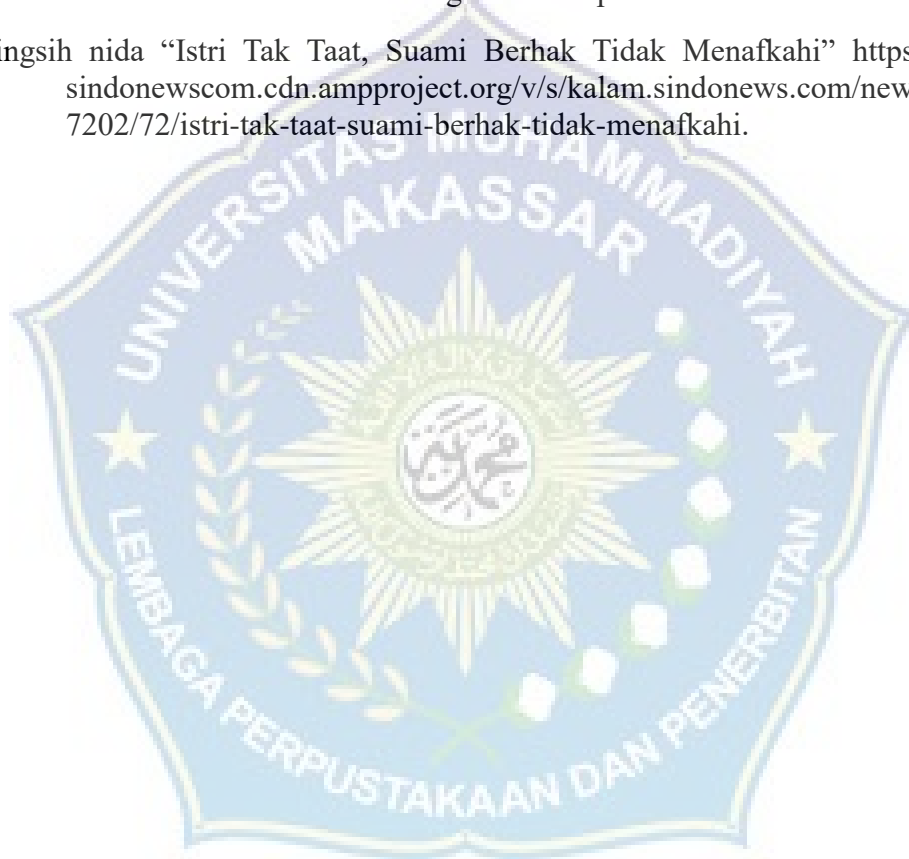 ingsih nida “Istri Tak Taat, Suami Berhak Tidak Menafkahi” https
sindonewscom.cdn.ampproject.org/v/s/kalam.sindonews.com/new
7202/72/istri-tak-taat-suami-berhak-tidak-menafkahi.
UNIVERSITAS MUHAMMADIYAH
MAKASSAR
LEMBAGA PERPUSTAKAAN DAN PENERBITAN